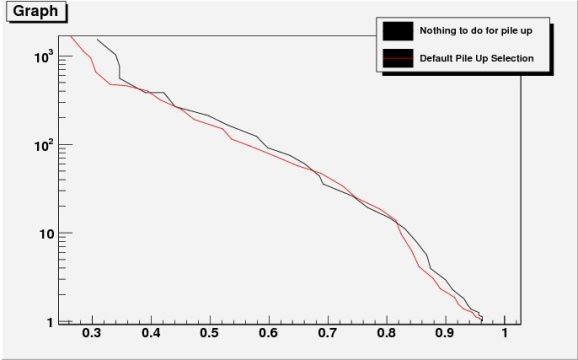 Graph
Nothing to do for pile up
Default Pile Up Selection
10³
10²
10
1
0.3 0.4 0.5 0.6 0.7 0.8 0.9 1